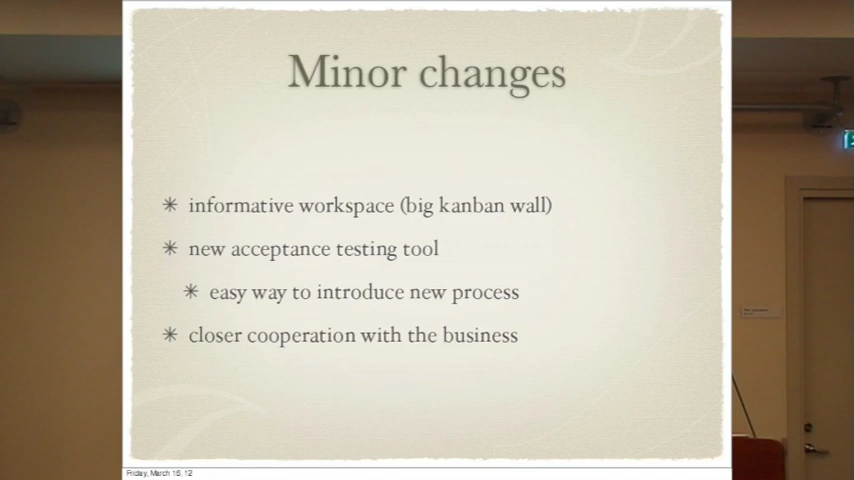 Minor changes
✴ informative workspace (big kanban wall)
✴ new acceptance testing tool
✴ easy way to introduce new process
✴ closer cooperation with the business
Friday, March 16, 12